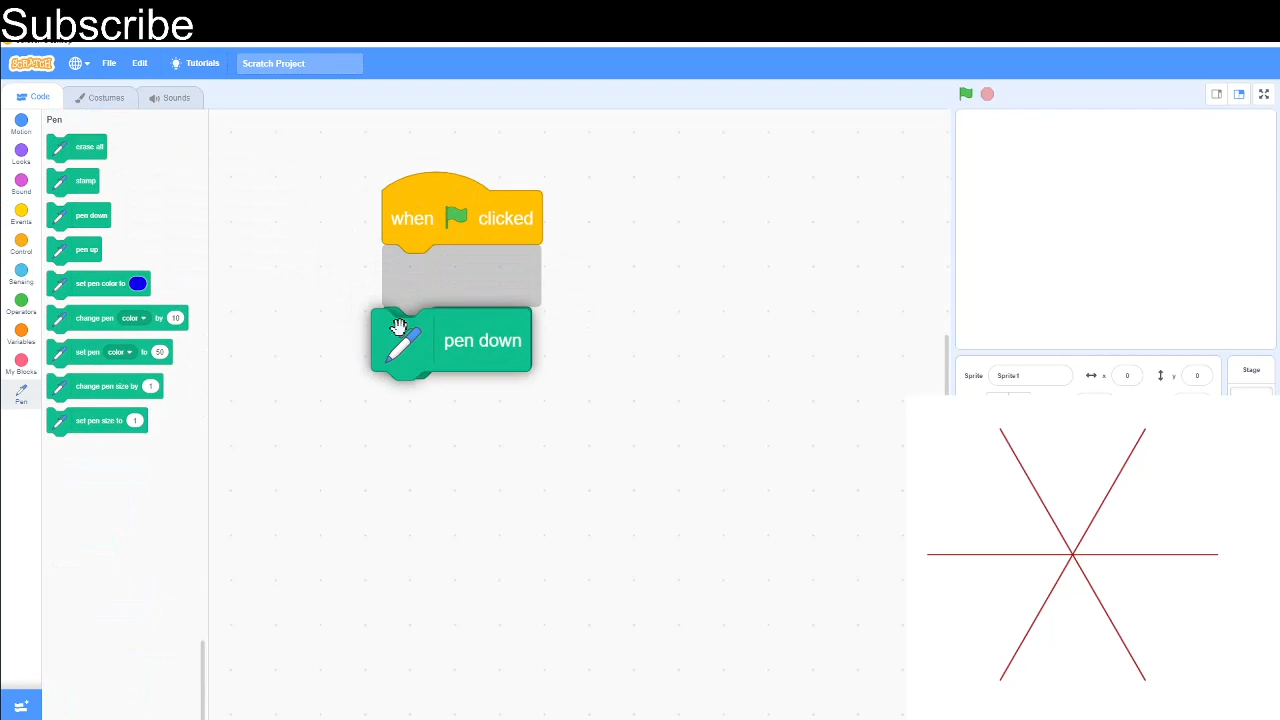 Subscribe
SCRATCH
File
Edit
Tutorials
Scratch Project
Code
Costumes
Sounds
Motion
Looks
Sound
Events
Control
Sensing
Operators
Variables
My Blocks
Pen
Pen
erase all
stamp
pen down
pen up
set pen color to
change pen color by 10
set pen color to 50
change pen size by 1
set pen size to 1
when clicked
pen down
Sprite Sprite1 x 0 y 0
Stage